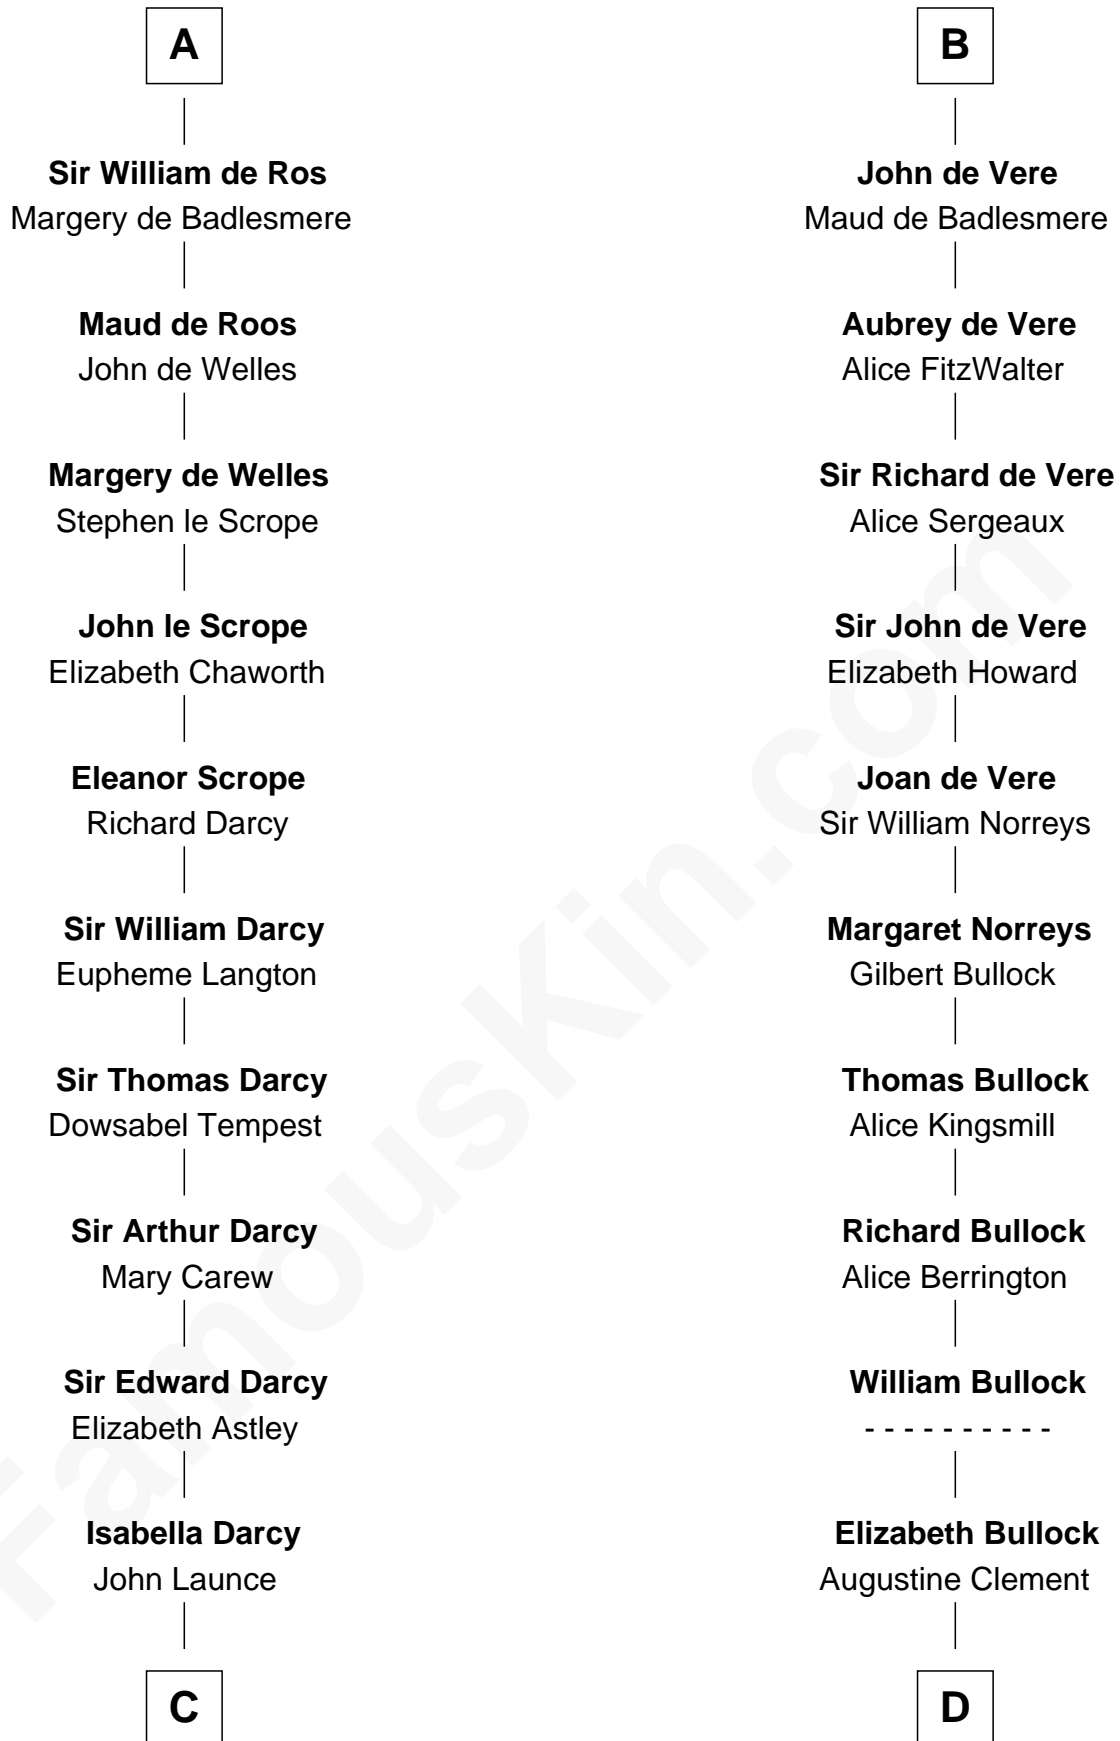 A
Sir William de Ros
Margery de Badlesmere
Maud de Roos
John de Welles
Margery de Welles
Stephen le Scrope
John le Scrope
Elizabeth Chaworth
Eleanor Scrope
Richard Darcy
Sir William Darcy
Eupheme Langton
Sir Thomas Darcy
Dowsabel Tempest
Sir Arthur Darcy
Mary Carew
Sir Edward Darcy
Elizabeth Astley
Isabella Darcy
John Launce
C
B
John de Vere
Maud de Badlesmere
Aubrey de Vere
Alice FitzWalter
Sir Richard de Vere
Alice Sergeaux
Sir John de Vere
Elizabeth Howard
Joan de Vere
Sir William Norreys
Margaret Norreys
Gilbert Bullock
Thomas Bullock
Alice Kingsmill
Richard Bullock
Alice Berrington
William Bullock
- - - - - - - - - -
Elizabeth Bullock
Augustine Clement
D
FamousKin.com